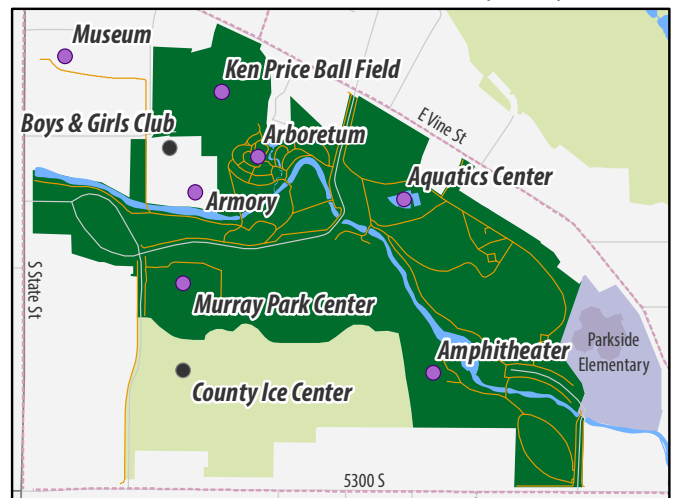 Museum
Ken Price Ball Field
E Vine St
Boys & Girls Club
Arboretum
Aquatics Center
Armory
S State St
Murray Park Center
Parkside
Elementary
Amphitheater
County Ice Center
5300 S